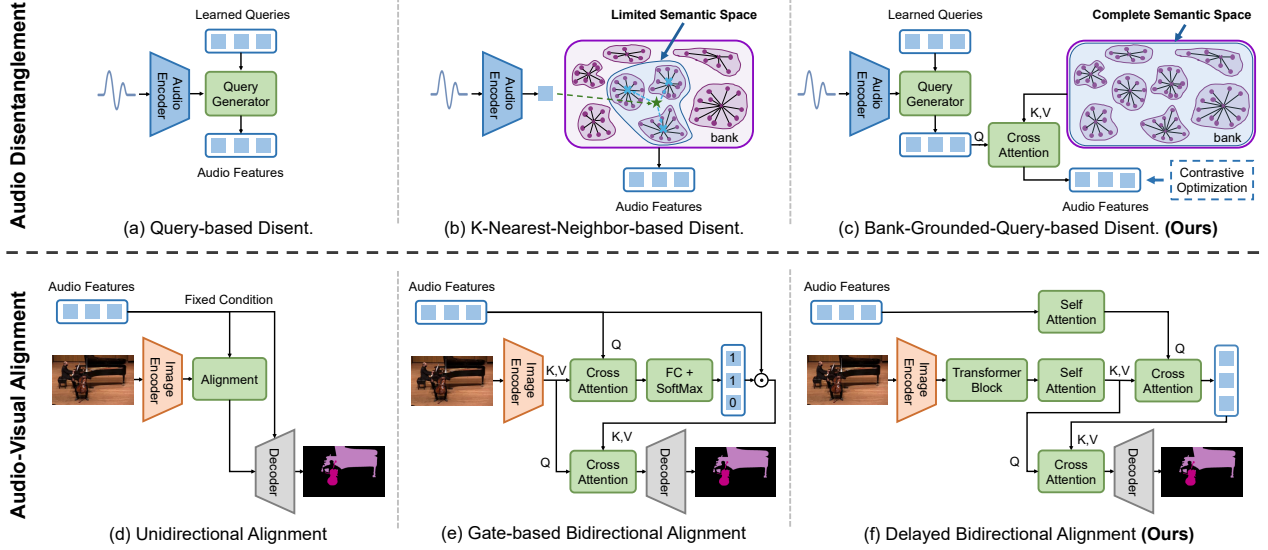 Audio Disentanglement
Learned Queries
Audio
Encoder
Query
Generator
Audio Features
(a) Query-based Disent.
Limited Semantic Space
Audio
Encoder
bank
Audio Features
(b) K-Nearest-Neighbor-based Disent.
Learned Queries
Complete Semantic Space
Audio
Encoder
Query
Generator
K,V
Q
Cross
Attention
bank
Contrastive
Optimization
Audio Features
(c) Bank-Grounded-Query-based Disent. (Ours)
Audio-Visual Alignment
Audio Features
Fixed Condition
Image
Encoder
Alignment
Decoder
(d) Unidirectional Alignment
Audio Features
Q
Image
Encoder
K,V
Cross
Attention
FC +
SoftMax
1
1
0
K,V
Q
Cross
Attention
Decoder
(e) Gate-based Bidirectional Alignment
Audio Features
Self
Attention
Q
Image
Encoder
Transformer
Block
Self
Attention
K,V
Cross
Attention
K,V
Q
Cross
Attention
Decoder
(f) Delayed Bidirectional Alignment (Ours)